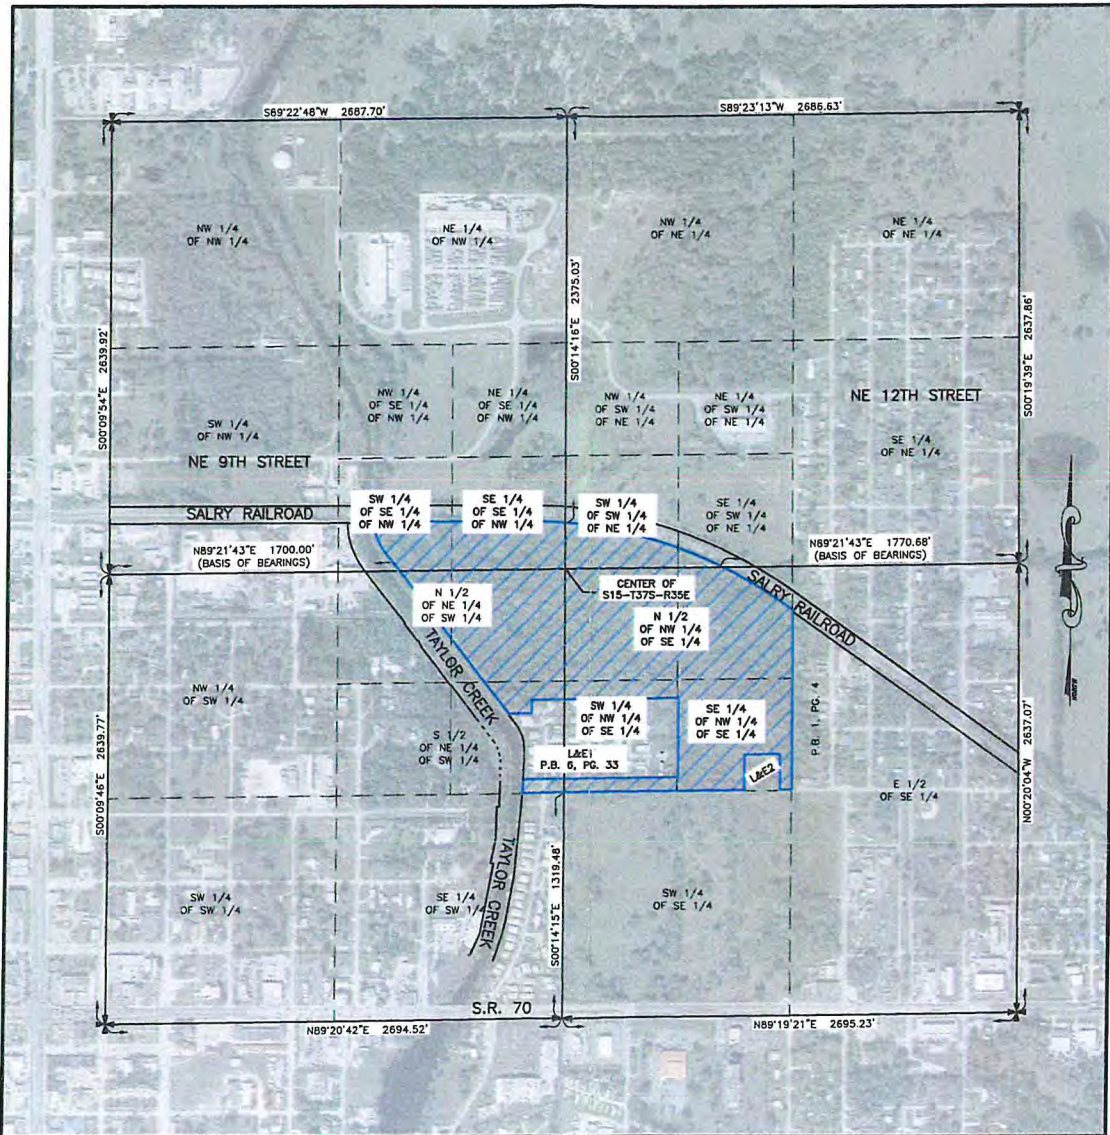 S89°22'48"W 2687.70'
S89°23'13"W 2686.63'
NW 1/4
OF NW 1/4
NE 1/4
OF NW 1/4
NW 1/4
OF NE 1/4
NE 1/4
OF NE 1/4
S00°09'54"E 2639.92'
S00°14'16"E 2375.03'
S00°19'39"E 2637.86'
NW 1/4
OF SE 1/4
OF NW 1/4
NE 1/4
OF SE 1/4
OF NW 1/4
NW 1/4
OF SW 1/4
OF NE 1/4
NE 1/4
OF SW 1/4
OF NE 1/4
NE 12TH STREET
SW 1/4
OF NW 1/4
SE 1/4
OF NE 1/4
NE 9TH STREET
SALRY RAILROAD
SW 1/4
OF SE 1/4
OF NW 1/4
SE 1/4
OF SE 1/4
OF NW 1/4
SW 1/4
OF SW 1/4
OF NE 1/4
SE 1/4
OF SW 1/4
OF NE 1/4
N89°21'43"E 1700.00'
(BASIS OF BEARINGS)
N89°21'43"E 1770.68'
(BASIS OF BEARINGS)
CENTER OF
S15-T37S-R35E
SALRY RAILROAD
N 1/2
OF NE 1/4
OF SW 1/4
N 1/2
OF NW 1/4
OF SE 1/4
TAYLOR CREEK
NW 1/4
OF SW 1/4
SW 1/4
OF NW 1/4
OF SE 1/4
SE 1/4
OF NW 1/4
OF SE 1/4
P.B. 1, PG. 4
S 1/2
OF NE 1/4
OF SW 1/4
L&E1
P.B. 6, PG. 33
L&E2
E 1/2
OF SE 1/4
S00°09'46"E 2639.77'
N00°20'04"W 2637.07'
TAYLOR CREEK
S00°14'15"E 1319.48'
SW 1/4
OF SW 1/4
SE 1/4
OF SW 1/4
SW 1/4
OF SE 1/4
S.R. 70
N89°20'42"E 2694.52'
N89°19'21"E 2695.23'
NORTH